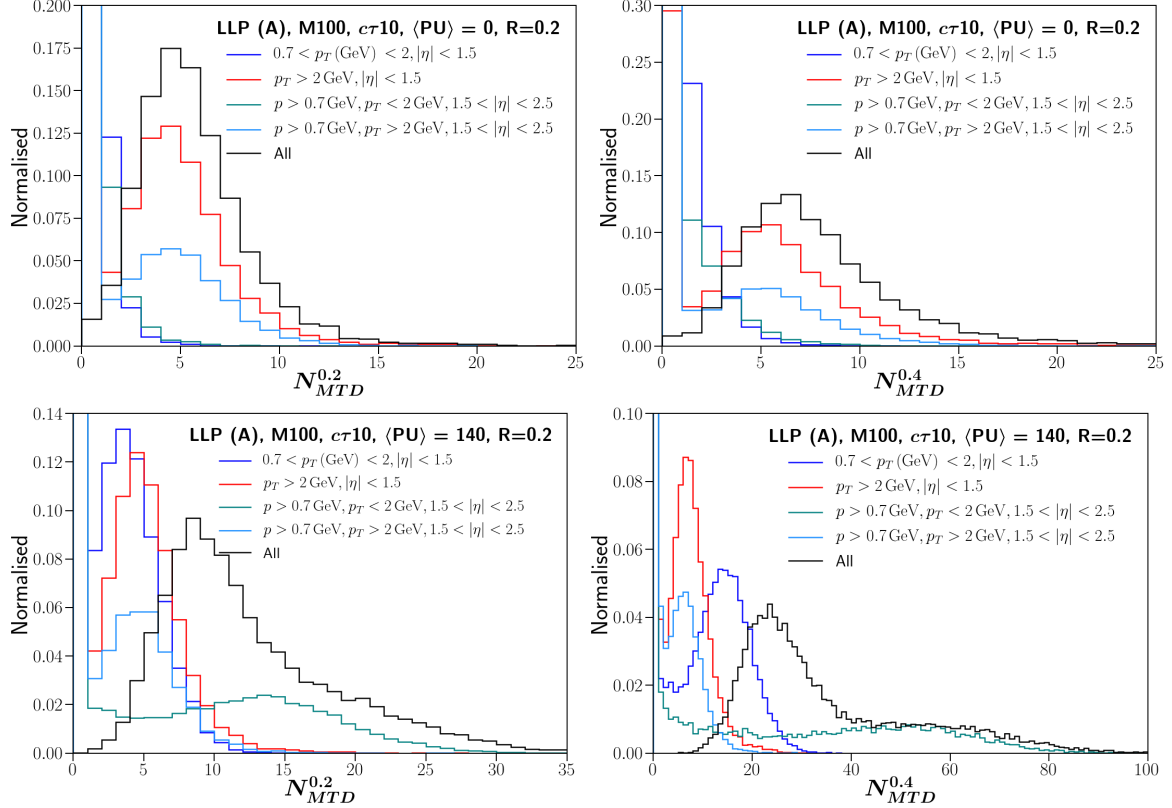 LLP (A), M100, cτ10, ⟨PU⟩ = 0, R=0.2
0.7 < p_T (GeV) < 2, |η| < 1.5
p_T > 2 GeV, |η| < 1.5
p > 0.7 GeV, p_T < 2 GeV, 1.5 < |η| < 2.5
p > 0.7 GeV, p_T > 2 GeV, 1.5 < |η| < 2.5
All
Normalised
0.200
0.175
0.150
0.125
0.100
0.075
0.050
0.025
0.000
0 5 10 15 20 25
N_{MTD}^{0.2}
LLP (A), M100, cτ10, ⟨PU⟩ = 0, R=0.2
0.7 < p_T (GeV) < 2, |η| < 1.5
p_T > 2 GeV, |η| < 1.5
p > 0.7 GeV, p_T < 2 GeV, 1.5 < |η| < 2.5
p > 0.7 GeV, p_T > 2 GeV, 1.5 < |η| < 2.5
All
Normalised
0.30
0.25
0.20
0.15
0.10
0.05
0.00
0 5 10 15 20 25
N_{MTD}^{0.4}
LLP (A), M100, cτ10, ⟨PU⟩ = 140, R=0.2
0.7 < p_T (GeV) < 2, |η| < 1.5
p_T > 2 GeV, |η| < 1.5
p > 0.7 GeV, p_T < 2 GeV, 1.5 < |η| < 2.5
p > 0.7 GeV, p_T > 2 GeV, 1.5 < |η| < 2.5
All
Normalised
0.14
0.12
0.10
0.08
0.06
0.04
0.02
0.00
0 5 10 15 20 25 30 35
N_{MTD}^{0.2}
LLP (A), M100, cτ10, ⟨PU⟩ = 140, R=0.2
0.7 < p_T (GeV) < 2, |η| < 1.5
p_T > 2 GeV, |η| < 1.5
p > 0.7 GeV, p_T < 2 GeV, 1.5 < |η| < 2.5
p > 0.7 GeV, p_T > 2 GeV, 1.5 < |η| < 2.5
All
Normalised
0.10
0.08
0.06
0.04
0.02
0.00
0 20 40 60 80 100
N_{MTD}^{0.4}